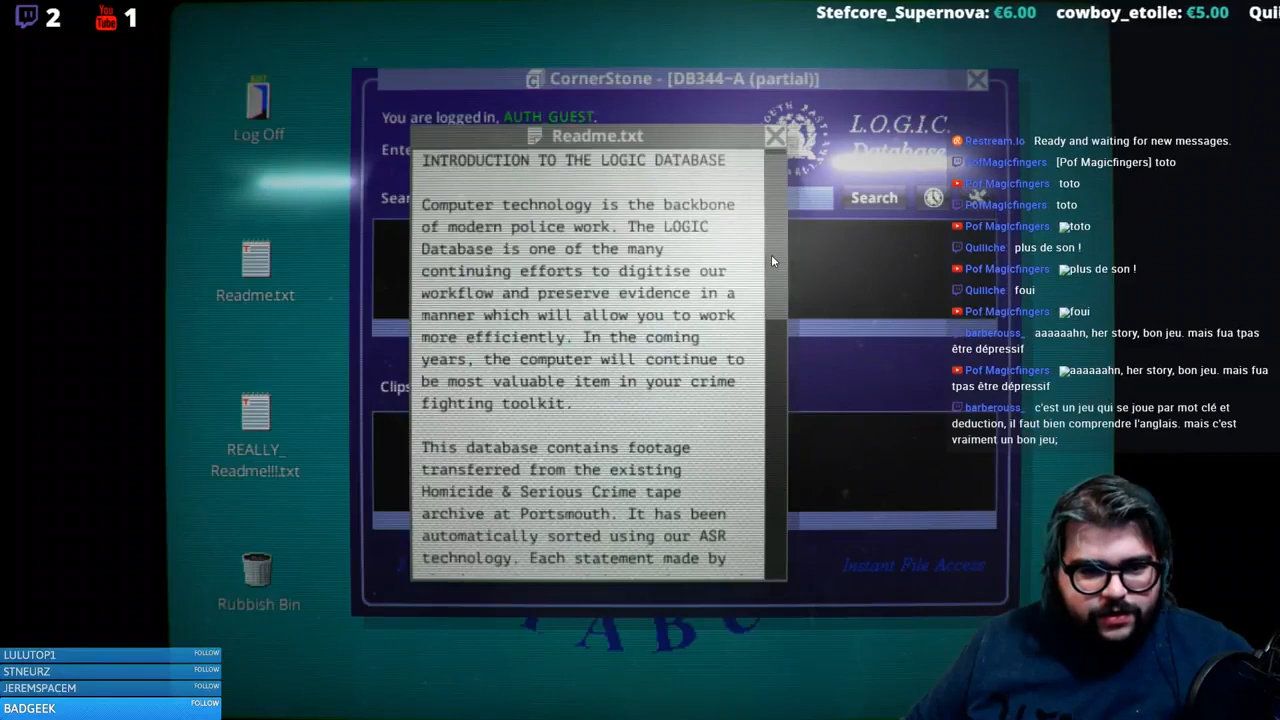 2
You Tube 1
Stefcore_Supernova: €6.00 cowboy_etoile: €5.00 Qui
Log Off
Readme.txt
REALLY_
Readme!!!.txt
Rubbish Bin
CornerStone - [DB344~A (partial)]
You are logged in, AUTH_GUEST.
Ente
L.O.G.I.C.
Database
Sear
Search
Clips
Instant File Access
Readme.txt
INTRODUCTION TO THE LOGIC DATABASE
Computer technology is the backbone
of modern police work. The LOGIC
Database is one of the many
continuing efforts to digitise our
workflow and preserve evidence in a
manner which will allow you to work
more efficiently. In the coming
years, the computer will continue to
be most valuable item in your crime
fighting toolkit.
This database contains footage
transferred from the existing
Homicide & Serious Crime tape
archive at Portsmouth. It has been
automatically sorted using our ASR
technology. Each statement made by
Restream.io Ready and waiting for new messages.
PofMagicfingers [Pof Magicfingers] toto
Pof Magicfingers toto
PofMagicfingers toto
Pof Magicfingers toto
Quiliche plus de son !
Pof Magicfingers plus de son !
Quiliche foui
Pof Magicfingers foui
barberouss_ aaaaaahn, her story, bon jeu. mais fua tpas
être dépressif
Pof Magicfingers aaaaaahn, her story, bon jeu. mais fua
tpas être dépressif
barberouss_ c'est un jeu qui se joue par mot clé et
deduction, il faut bien comprendre l'anglais. mais c'est
vraiment un bon jeu;
LULUTOP1 FOLLOW
STNEURZ FOLLOW
JEREMSPACEM FOLLOW
BADGEEK FOLLOW